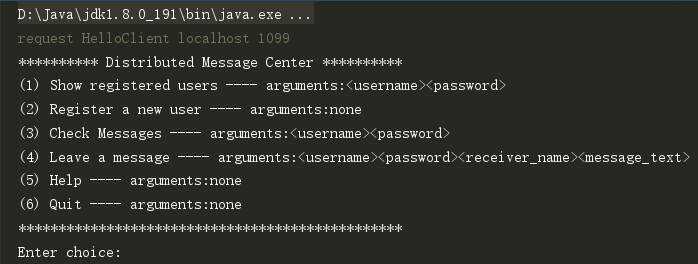 D:\Java\jdk1.8.0_191\bin\java.exe ...
request HelloClient localhost 1099
********** Distributed Message Center **********
(1) Show registered users ---- arguments:<username><password>
(2) Register a new user ---- arguments:none
(3) Check Messages ---- arguments:<username><password>
(4) Leave a message ---- arguments:<username><password><receiver_name><message_text>
(5) Help ---- arguments:none
(6) Quit ---- arguments:none
************************************************
Enter choice: